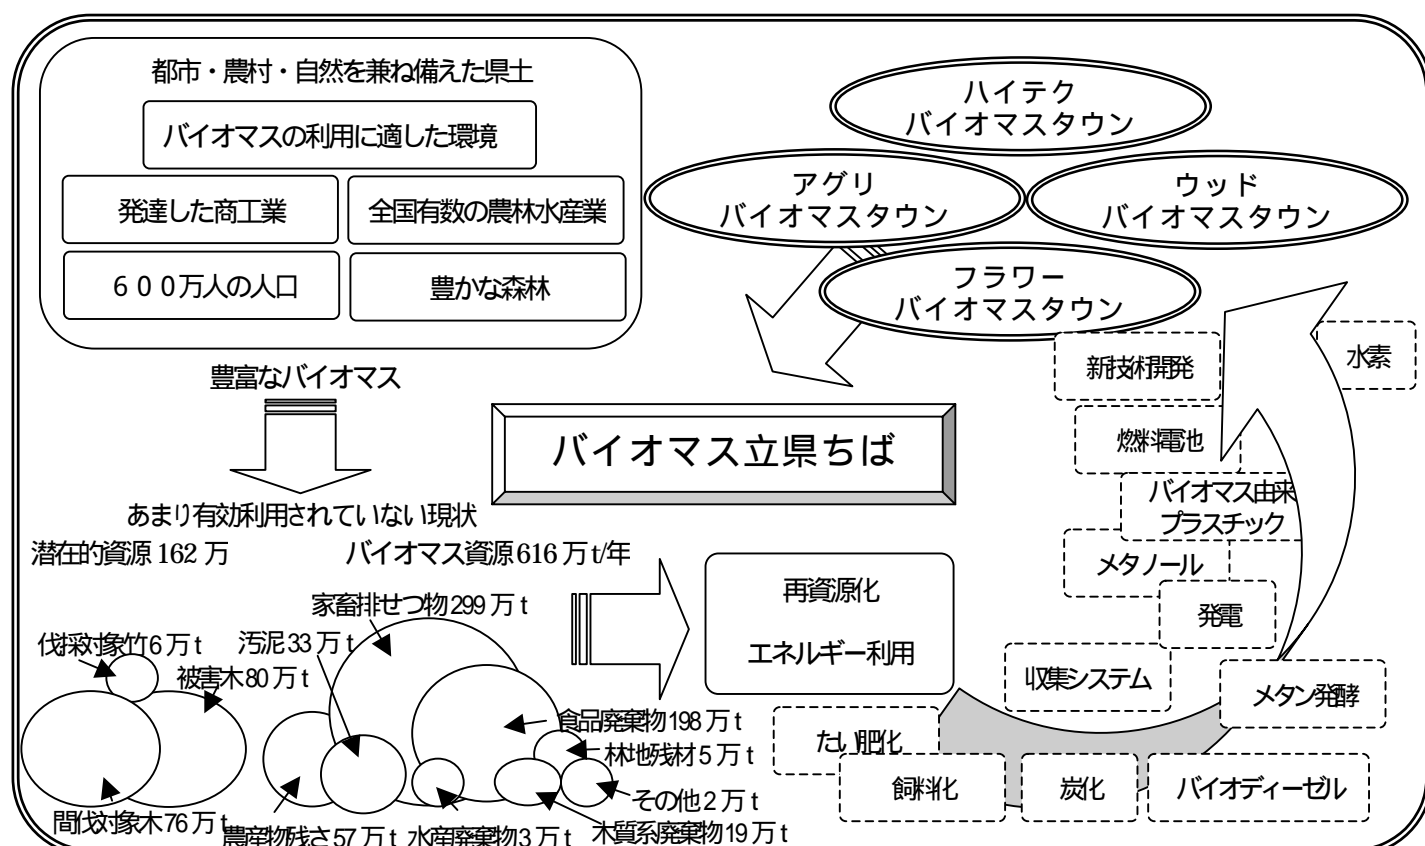 都市・農村・自然を兼ね備えた県土
バイオマスの利用に適した環境
発達した商工業
全国有数の農林水産業
６００万人の人口
豊かな森林
豊富なバイオマス
あまり有効利用されていない現状
潜在的資源 162 万
バイオマス資源 616 万 t/年
伐採対象竹 6 万 t
被害木 80 万 t
間伐対象木 76 万 t
家畜排せつ物 299 万 t
汚泥 33 万 t
食品廃棄物 198 万 t
林地残材 5 万 t
その他 2 万 t
木質系廃棄物 19 万 t
水産廃棄物 3 万 t
農産物残さ 57 万 t
ハイテク
バイオマスタウン
アグリ
バイオマスタウン
ウッド
バイオマスタウン
フラワー
バイオマスタウン
バイオマス立県ちば
再資源化
エネルギー利用
たい肥化
飼料化
炭化
バイオディーゼル
収集システム
メタン発酵
発電
メタノール
バイオマス由来
プラスチック
燃料電池
新技術開発
水素